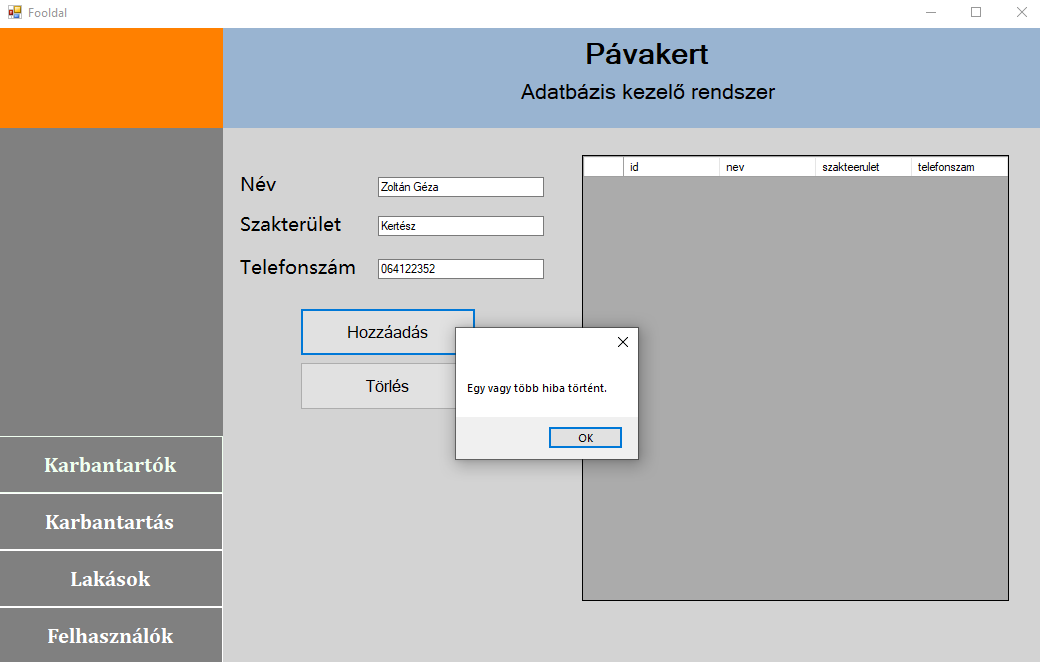 Fooldal
Pávakert
Adatbázis kezelő rendszer
Név
Zoltán Géza
Szakterület
Kertész
Telefonszám
064122352
Hozzáadás
Törlés
id nev szakteerulet telefonszam
Egy vagy több hiba történt.
OK
Karbantartók
Karbantartás
Lakások
Felhasználók